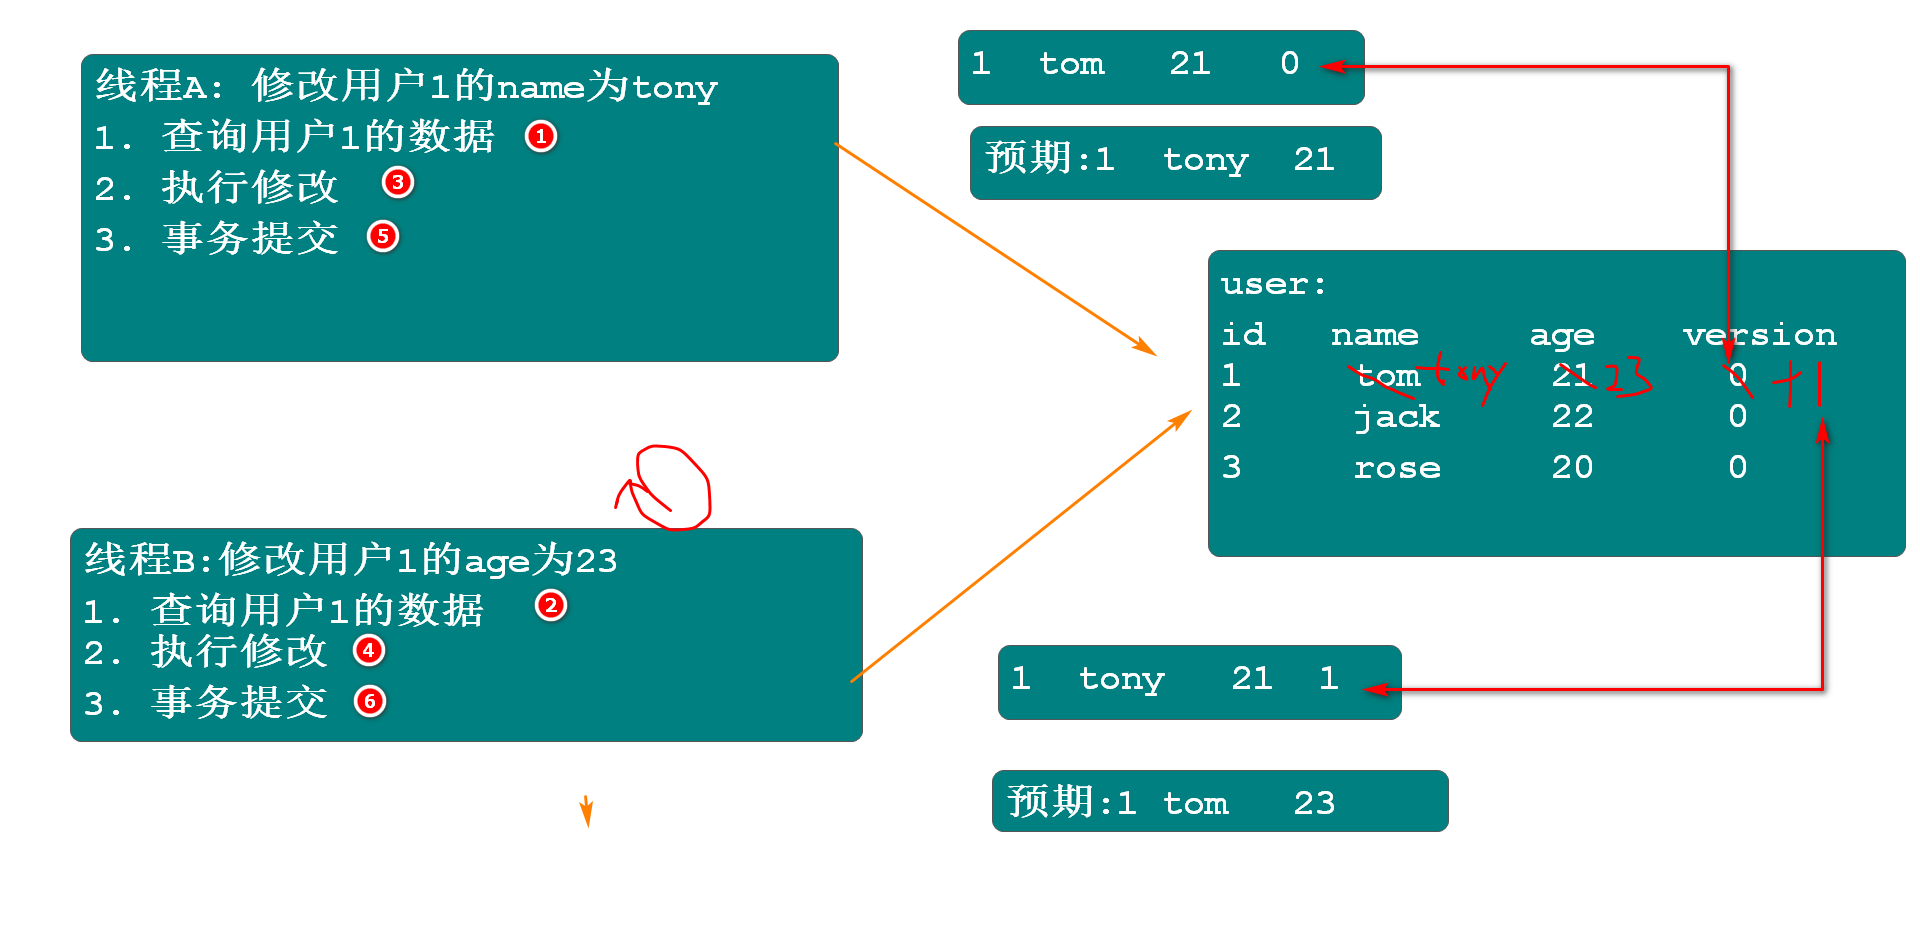 线程A: 修改用户1的name为tony
1. 查询用户1的数据 1
2. 执行修改 3
3. 事务提交 5
1 tom 21 0
预期:1 tony 21
user:
id name age version
1 tom tony 21 23 0 +1
2 jack 22 0
3 rose 20 0
线程B:修改用户1的age为23
1. 查询用户1的数据 2
2. 执行修改 4
3. 事务提交 6
1 tony 21 1
预期:1 tom 23